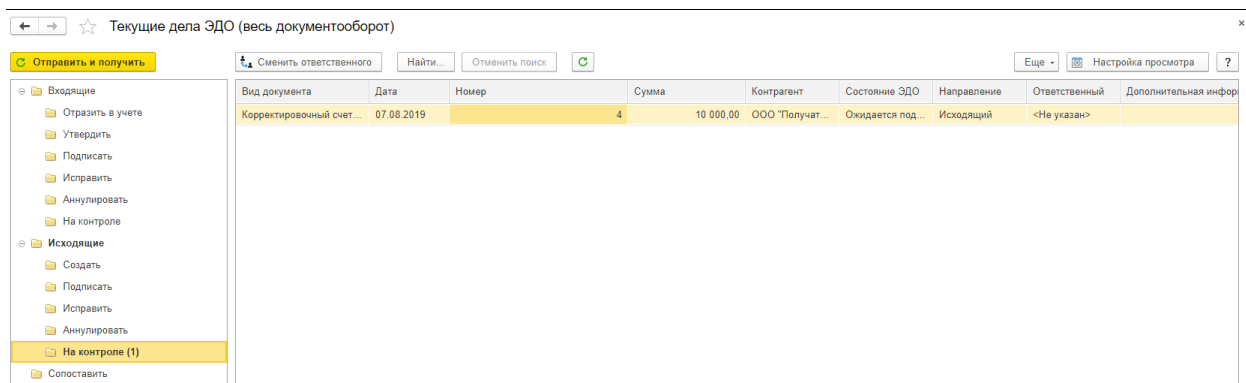 Текущие дела ЭДО (весь документооборот)
Отправить и получить
Сменить ответственного Найти... Отменить поиск Еще Настройка просмотра ?
Входящие
Отразить в учете
Утвердить
Подписать
Исправить
Аннулировать
На контроле
Исходящие
Создать
Подписать
Исправить
Аннулировать
На контроле (1)
Сопоставить
Вид документа Дата Номер Сумма Контрагент Состояние ЭДО Направление Ответственный Дополнительная инфор
Корректировочный счет... 07.08.2019 4 10 000,00 ООО "Получат... Ожидается под... Исходящий <Не указан>